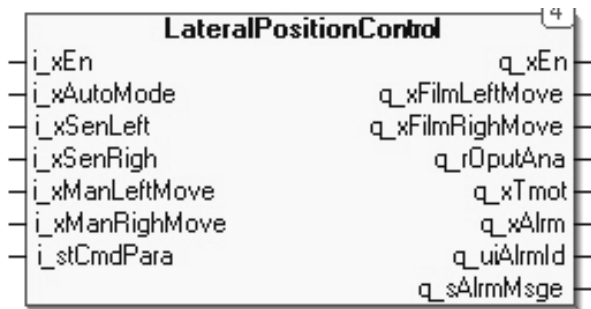 4
LateralPositionControl
i_xEn q_xEn
i_xAutoMode q_xFilmLeftMove
i_xSenLeft q_xFilmRighMove
i_xSenRigh q_rOputAna
i_xManLeftMove q_xTmot
i_xManRighMove q_xAlrm
i_stCmdPara q_uiAlrmId
q_sAlrmMsge